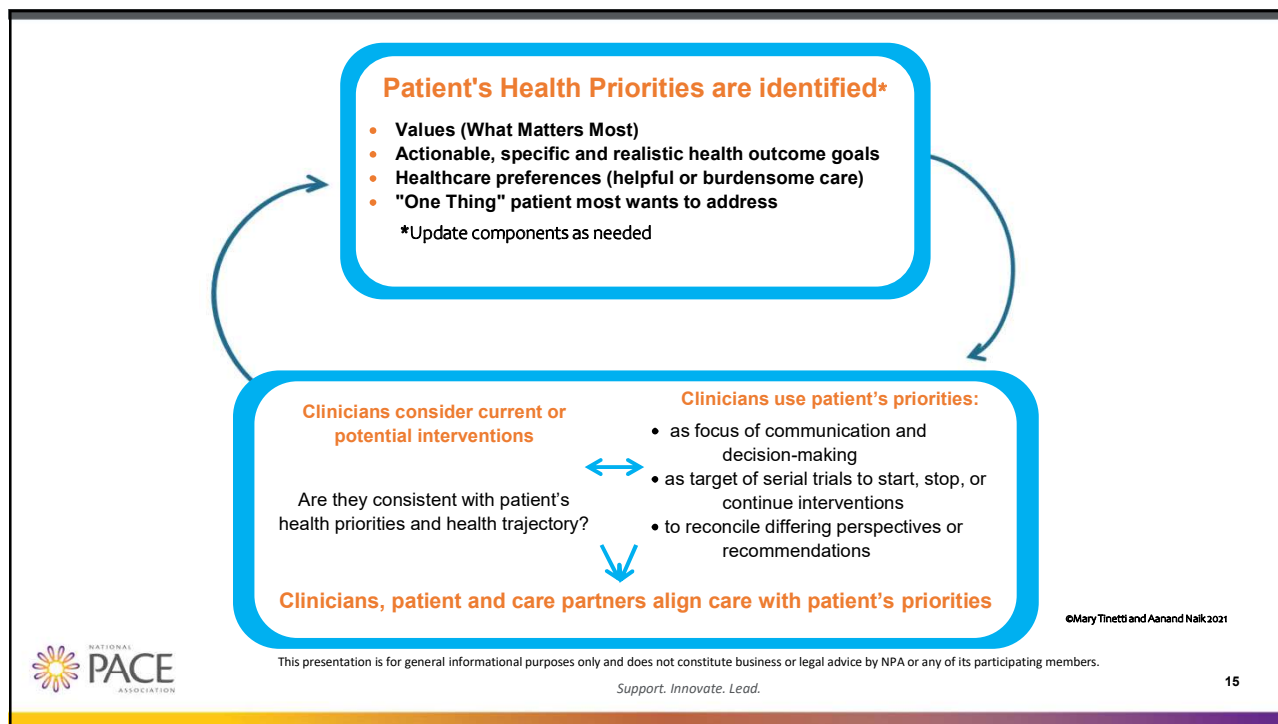 Patient's Health Priorities are identified*
• Values (What Matters Most)
• Actionable, specific and realistic health outcome goals
• Healthcare preferences (helpful or burdensome care)
• "One Thing" patient most wants to address
*Update components as needed
Clinicians consider current or
potential interventions
Are they consistent with patient’s
health priorities and health trajectory?
Clinicians use patient’s priorities:
• as focus of communication and
decision-making
• as target of serial trials to start, stop, or
continue interventions
• to reconcile differing perspectives or
recommendations
Clinicians, patient and care partners align care with patient’s priorities
©Mary Tinetti and Aanand Naik 2021
NATIONAL
PACE
ASSOCIATION
This presentation is for general informational purposes only and does not constitute business or legal advice by NPA or any of its participating members.
Support. Innovate. Lead.
15